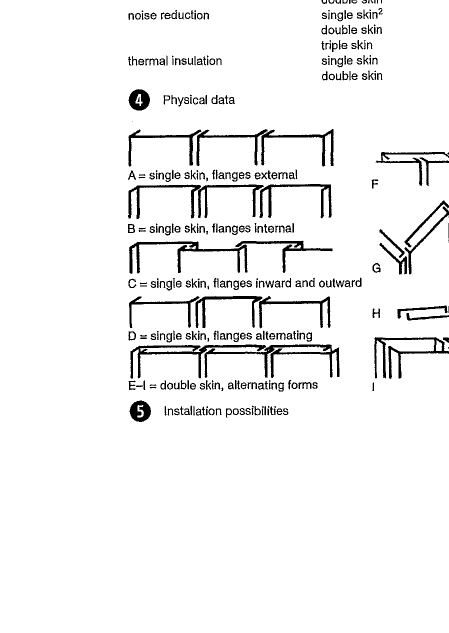 double skin
noise reduction single skin²
double skin
triple skin
thermal insulation single skin
double skin
4 Physical data
A = single skin, flanges external
F
B = single skin, flanges internal
G
C = single skin, flanges inward and outward
H
D = single skin, flanges alternating
E–I = double skin, alternating forms
I
5 Installation possibilities